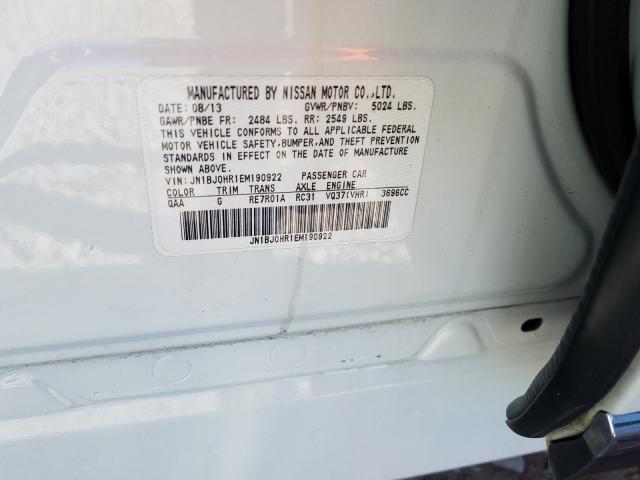 MANUFACTURED BY NISSAN MOTOR CO.,LTD.
DATE: 08/13 GVWR/PNBV: 5024 LBS.
GAWR/PNBE FR: 2484 LBS. RR: 2549 LBS.
THIS VEHICLE CONFORMS TO ALL APPLICABLE FEDERAL
MOTOR VEHICLE SAFETY,BUMPER,AND THEFT PREVENTION
STANDARDS IN EFFECT ON THE DATE OF MANUFACTURE
SHOWN ABOVE.
VIN: JN1BJ0HR1EM190922 PASSENGER CAR
COLOR TRIM TRANS AXLE ENGINE
QAA G RE7R01A RC31 VQ37(VHR) 3696CC
JN1BJ0HR1EM190922